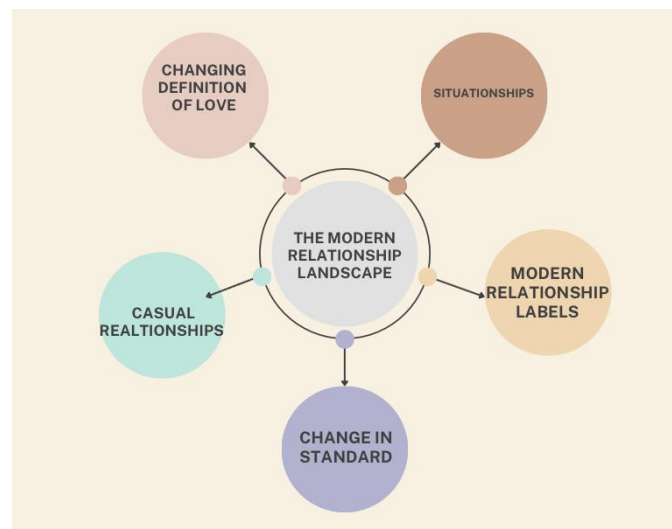 CHANGING
DEFINITION
OF LOVE
SITUATIONSHIPS
THE MODERN
RELATIONSHIP
LANDSCAPE
CASUAL
REALTIONSHIPS
MODERN
RELATIONSHIP
LABELS
CHANGE IN
STANDARD